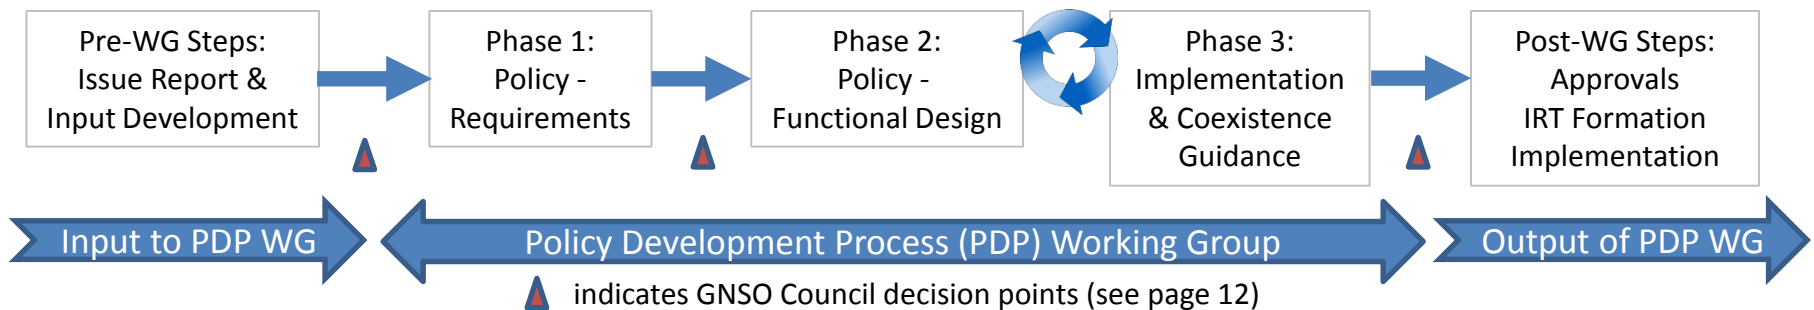 Pre-WG Steps:
Issue Report &
Input Development
Phase 1:
Policy -
Requirements
Phase 2:
Policy -
Functional Design
Phase 3:
Implementation
& Coexistence
Guidance
Post-WG Steps:
Approvals
IRT Formation
Implementation
Input to PDP WG
Policy Development Process (PDP) Working Group
Output of PDP WG
indicates GNSO Council decision points (see page 12)